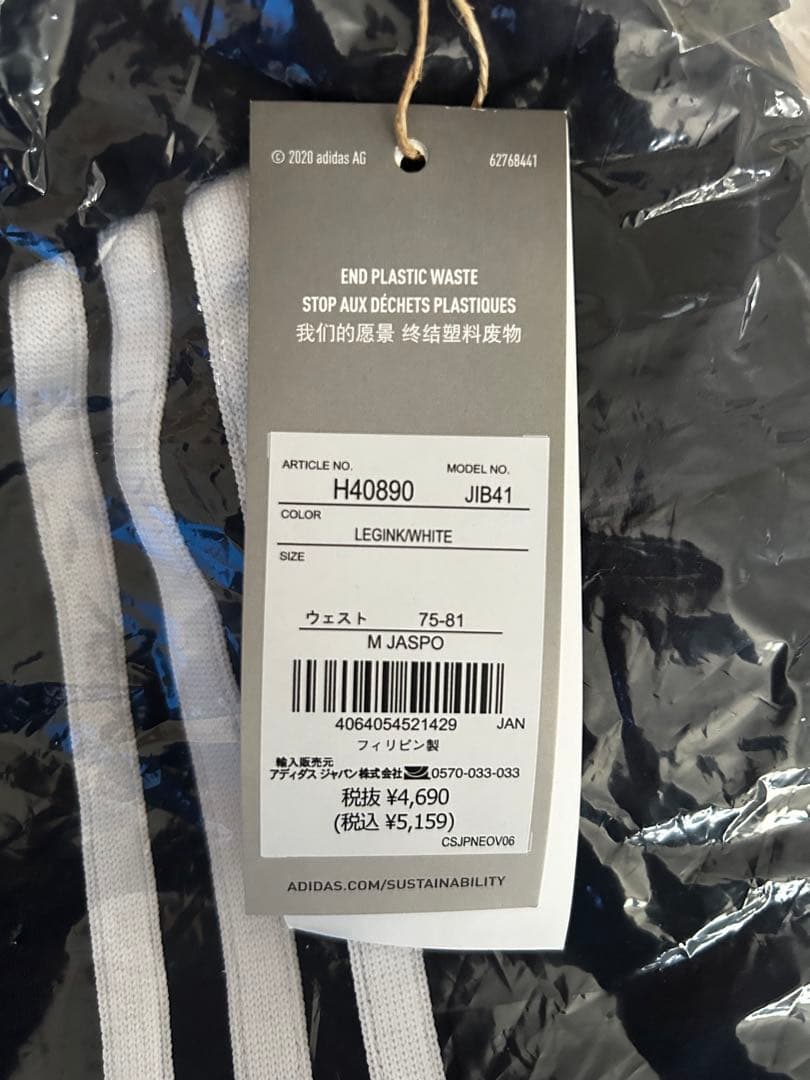 © 2020 adidas AG 62768441
END PLASTIC WASTE
STOP AUX DÉCHETS PLASTIQUES
我们的愿景 终结塑料废物
ARTICLE NO. MODEL NO.
H40890 JIB41
COLOR
LEGINK/WHITE
SIZE
ウェスト 75-81
M JASPO
4064054521429 JAN
フィリピン製
輸入販売元
アディダス ジャパン株式会社 0570-033-033
税抜 ¥4,690
(税込 ¥5,159)
CSJPNEOV06
ADIDAS.COM/SUSTAINABILITY